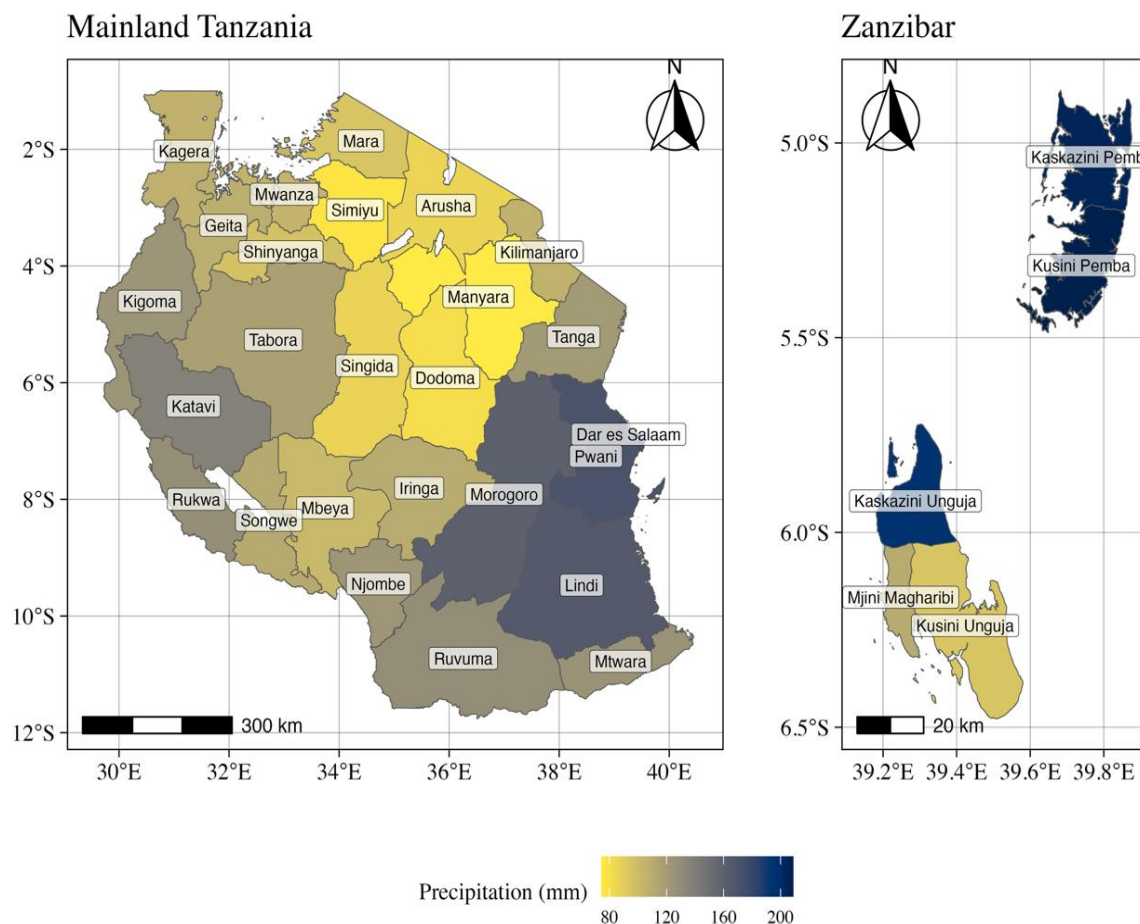 Mainland Tanzania
N
2°S
4°S
6°S
8°S
10°S
12°S
Kagera
Mara
Mwanza
Simiyu
Arusha
Geita
Shinyanga
Kilimanjaro
Kigoma
Manyara
Tabora
Tanga
Singida
Dodoma
Katavi
Dar es Salaam
Pwani
Rukwa
Mbeya
Iringa
Morogoro
Songwe
Njombe
Lindi
Ruvuma
Mtwara
300 km
30°E 32°E 34°E 36°E 38°E 40°E
Zanzibar
N
5.0°S
5.5°S
6.0°S
6.5°S
Kaskazini Pemb
Kusini Pemba
Kaskazini Unguja
Mjini Magharibi
Kusini Unguja
20 km
39.2°E 39.4°E 39.6°E 39.8°E
Precipitation (mm)
80 120 160 200